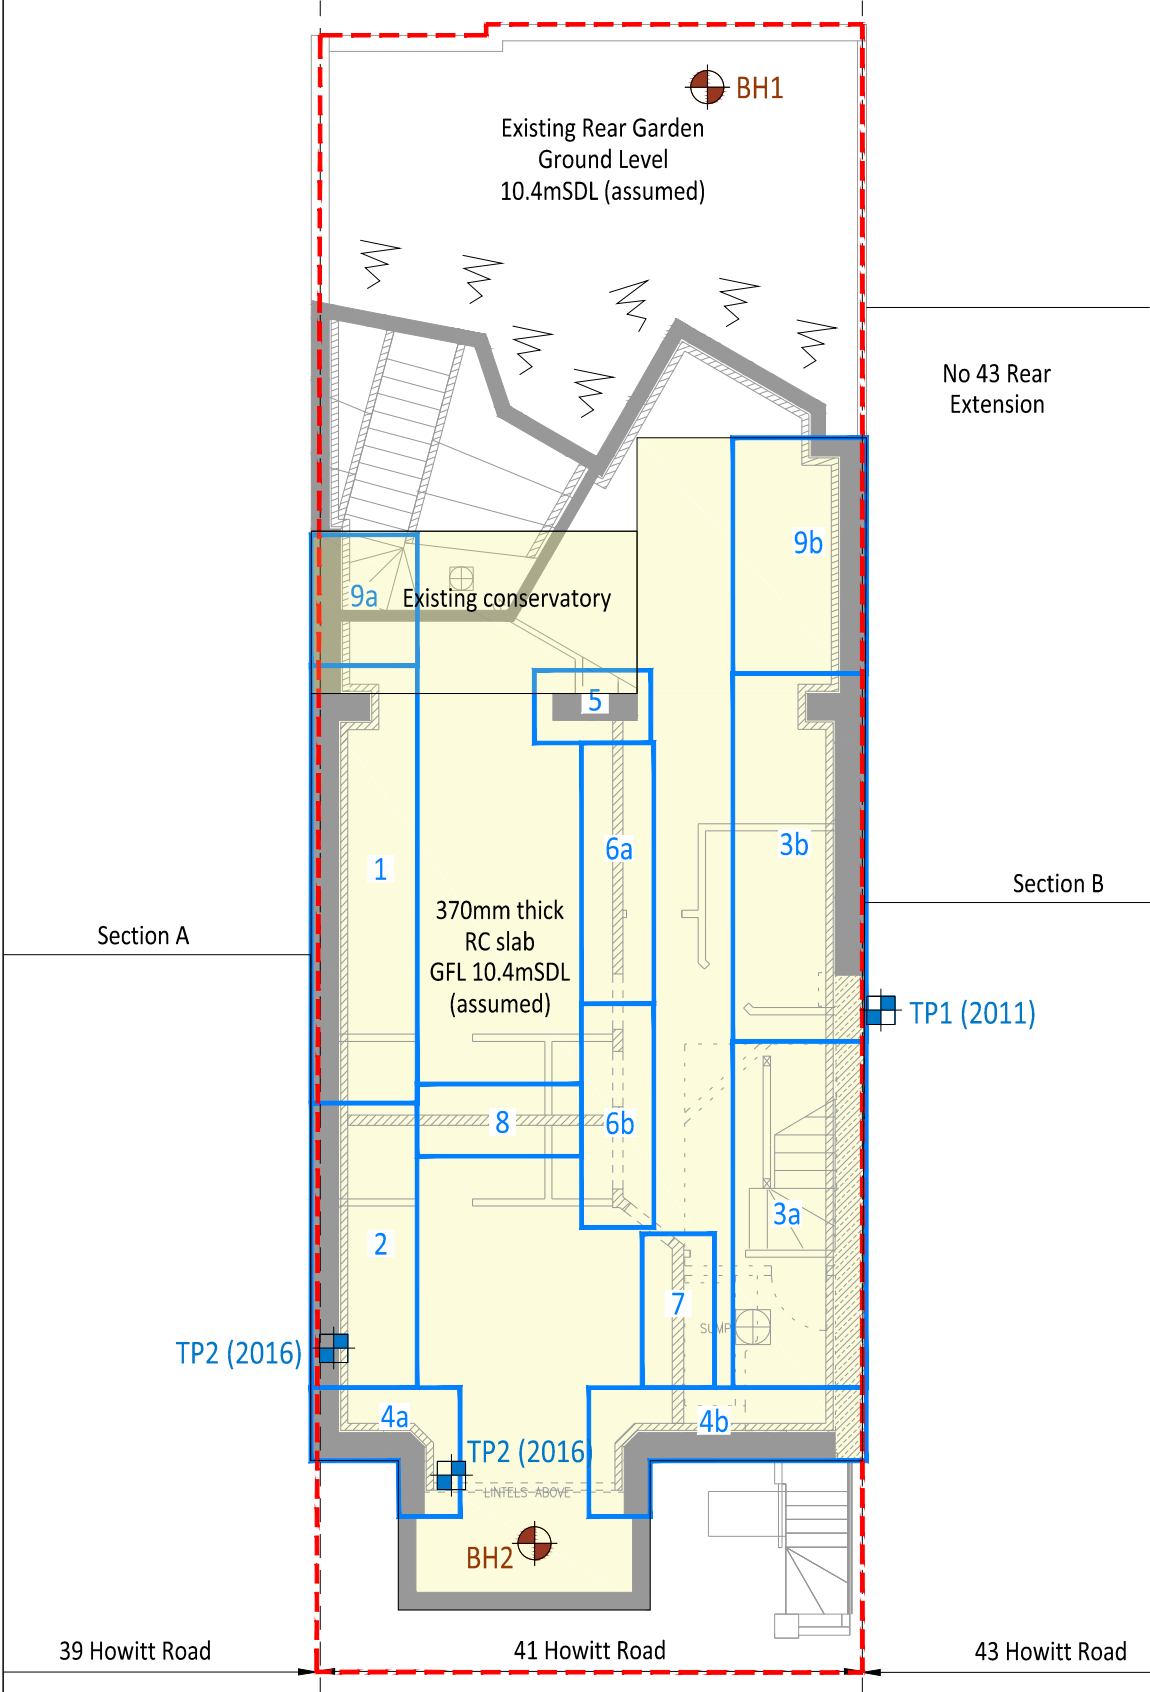 BH1
Existing Rear Garden
Ground Level
10.4mSDL (assumed)
No 43 Rear
Extension
9b
9a
Existing conservatory
5
6a
3b
1
370mm thick
RC slab
GFL 10.4mSDL
(assumed)
Section B
Section A
TP1 (2011)
8
6b
3a
2
7
SUMP
TP2 (2016)
4a
4b
TP2 (2016)
LINTELS ABOVE
BH2
39 Howitt Road
41 Howitt Road
43 Howitt Road